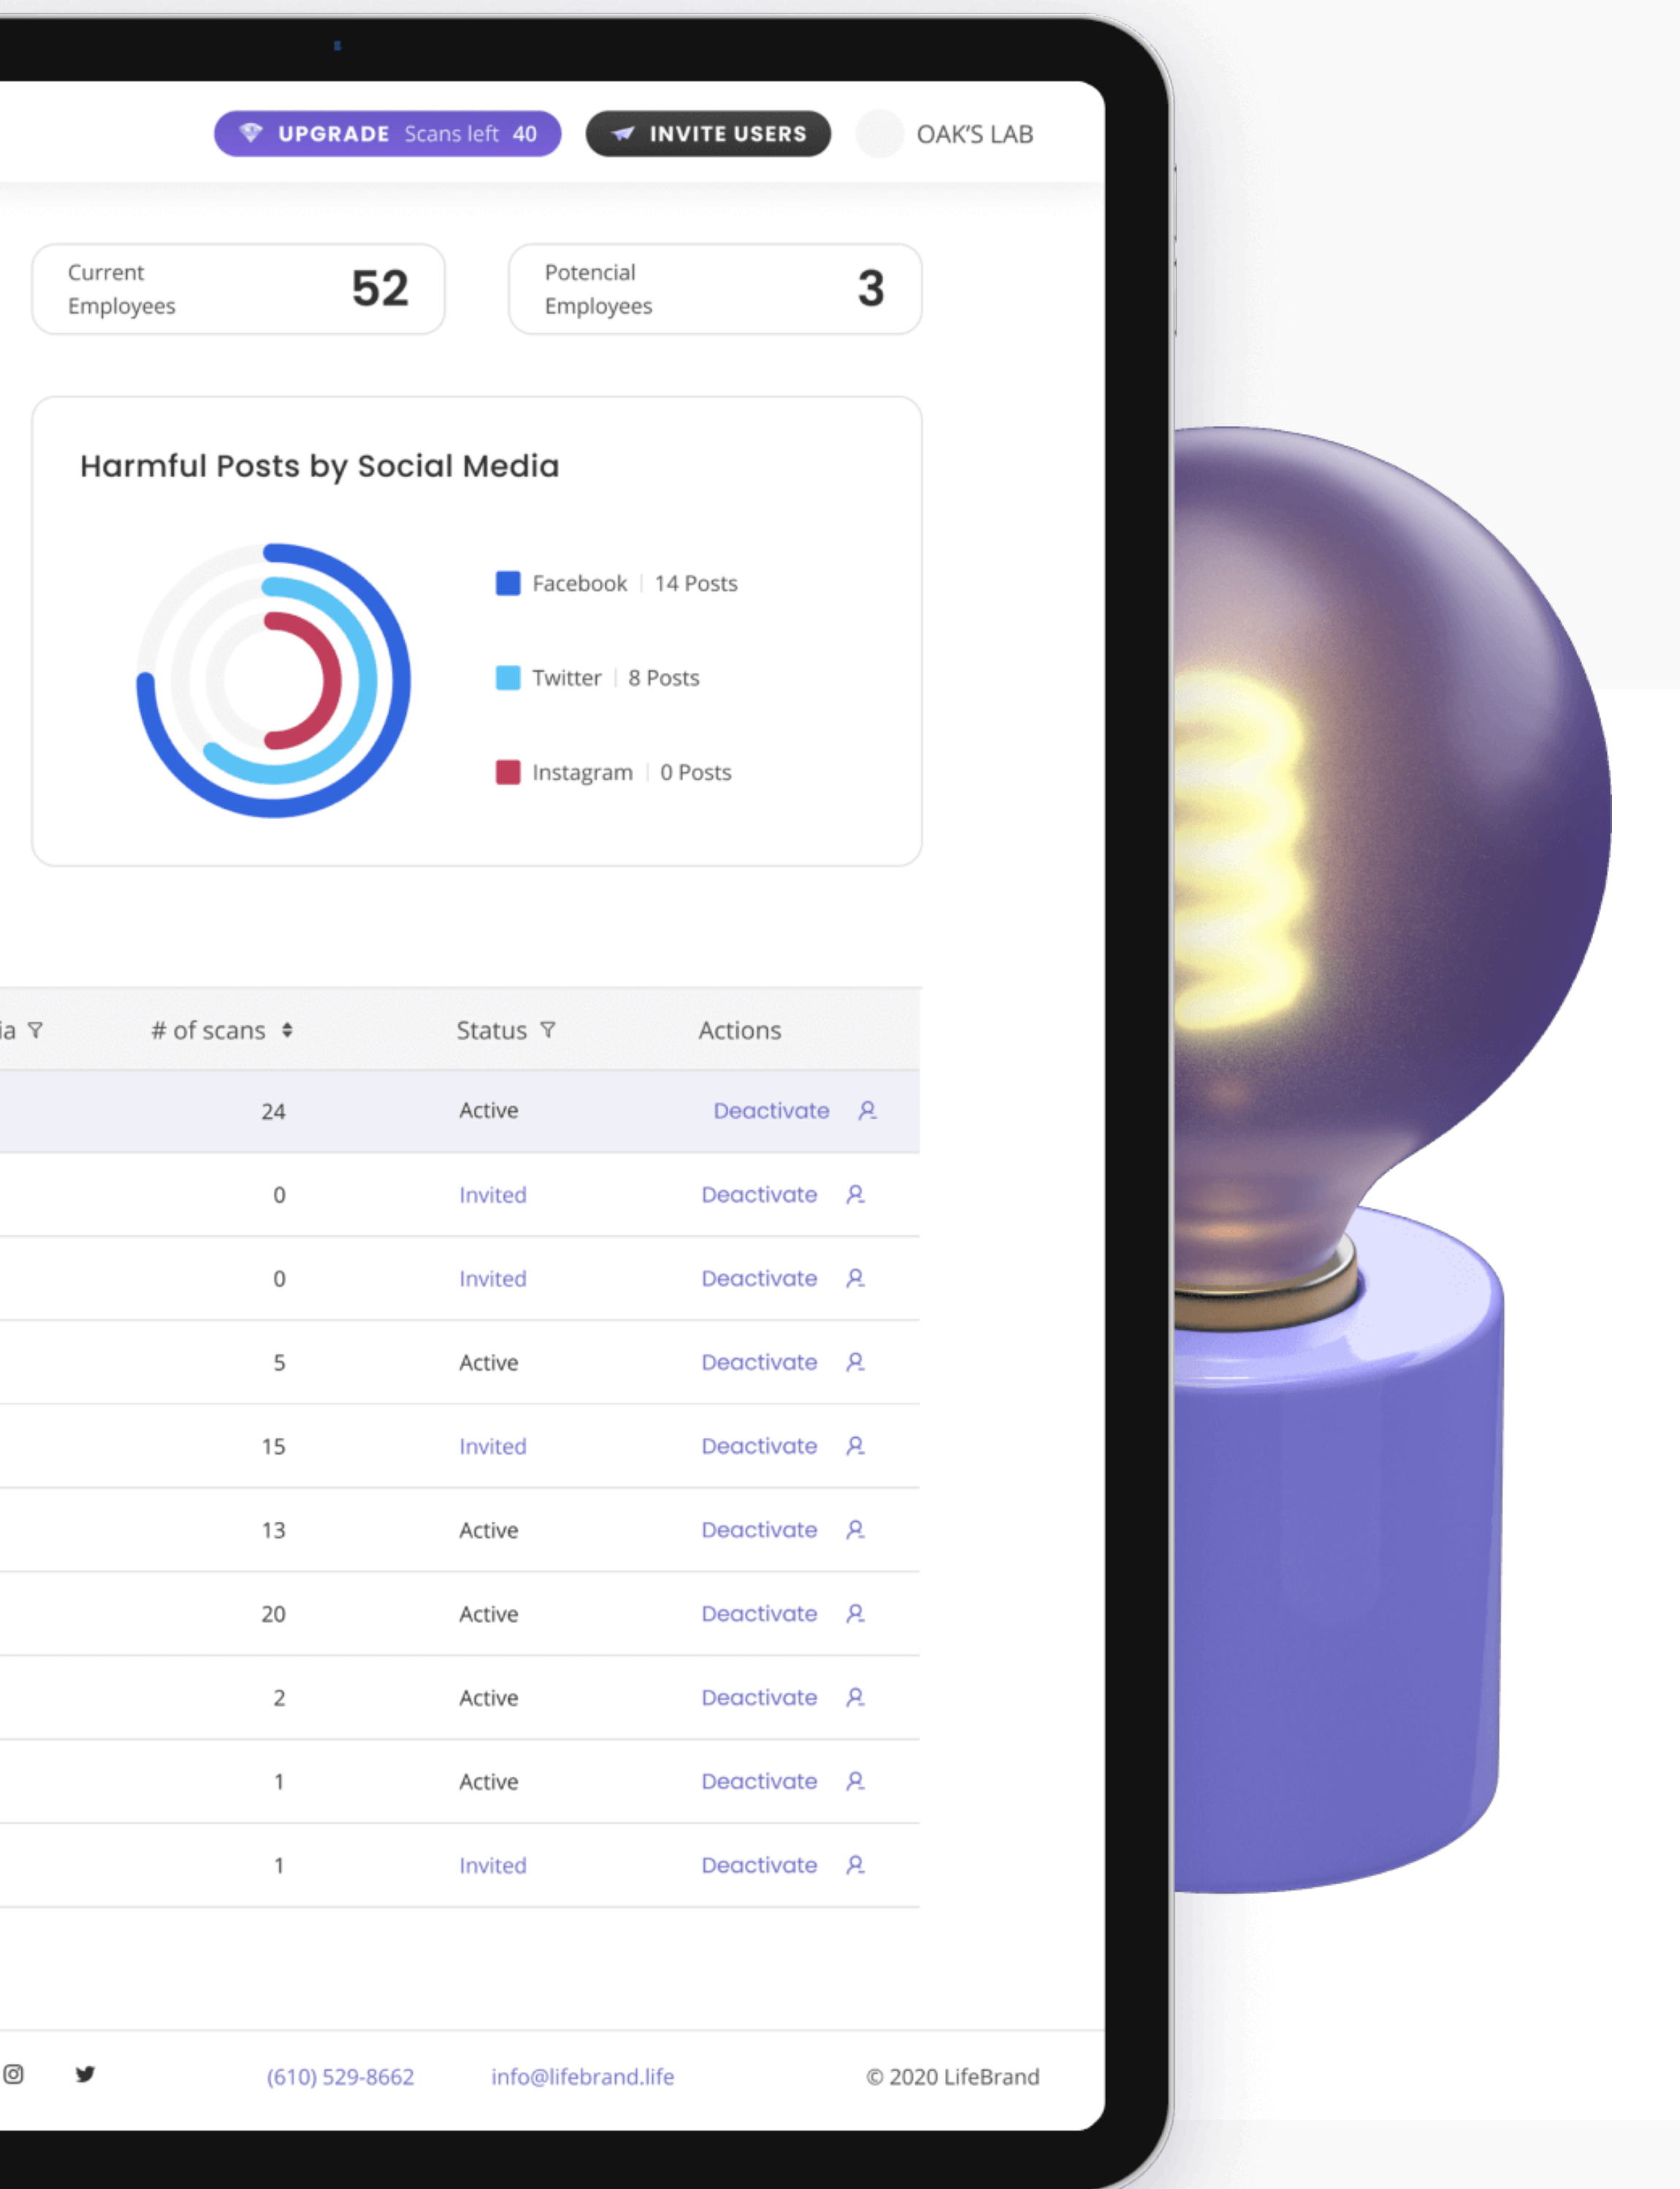 UPGRADE Scans left 40 INVITE USERS OAK'S LAB
Current
Employees
52
Potencial
Employees
3
Harmful Posts by Social Media
Facebook | 14 Posts
Twitter | 8 Posts
Instagram | 0 Posts
ia # of scans Status Actions
24 Active Deactivate
0 Invited Deactivate
0 Invited Deactivate
5 Active Deactivate
15 Invited Deactivate
13 Active Deactivate
20 Active Deactivate
2 Active Deactivate
1 Active Deactivate
1 Invited Deactivate
(610) 529-8662 info@lifebrand.life © 2020 LifeBrand